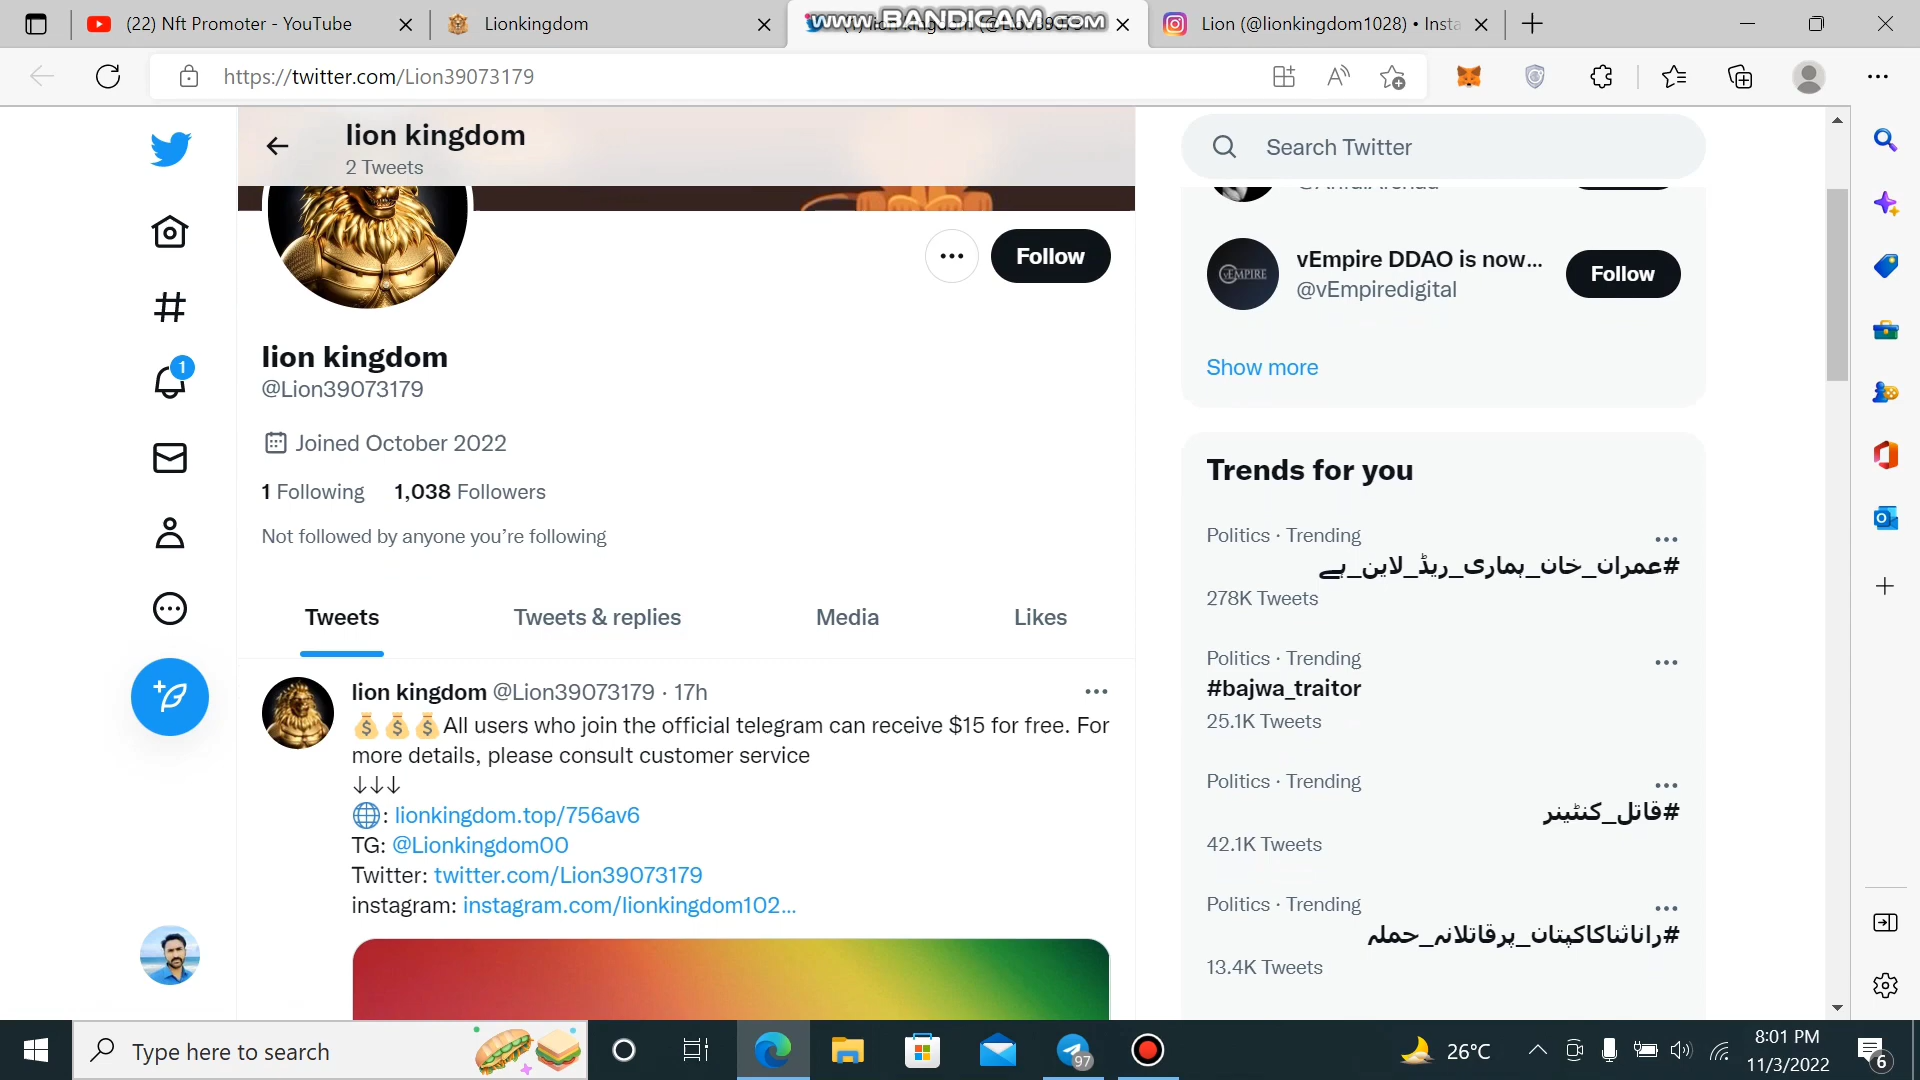 (22) Nft Promoter - YouTube
Lionkingdom
www.BANDICAM.com
Lion (@lionkingdom1028) • Insta
https://twitter.com/Lion39073179
lion kingdom
2 Tweets
Follow
lion kingdom
@Lion39073179
Joined October 2022
1 Following 1,038 Followers
Not followed by anyone you're following
Tweets Tweets & replies Media Likes
lion kingdom @Lion39073179 · 17h
💰💰💰All users who join the official telegram can receive $15 for free. For
more details, please consult customer service
↓↓↓
🌐: lionkingdom.top/756av6
TG: @Lionkingdom00
Twitter: twitter.com/Lion39073179
instagram: instagram.com/lionkingdom102...
1
Search Twitter
VEMPIRE
vEmpire DDAO is now...
@vEmpiredigital
Follow
Show more
Trends for you
Politics · Trending
#عمران_خان_ہماری_ریڈ_لاین_ہے
278K Tweets
Politics · Trending
#bajwa_traitor
25.1K Tweets
Politics · Trending
#قاتل_کنٹینر
42.1K Tweets
Politics · Trending
#راناثناکاکپتان_پرقاتلانہ_حملہ
13.4K Tweets
Type here to search
97
26°C
8:01 PM
11/3/2022
6